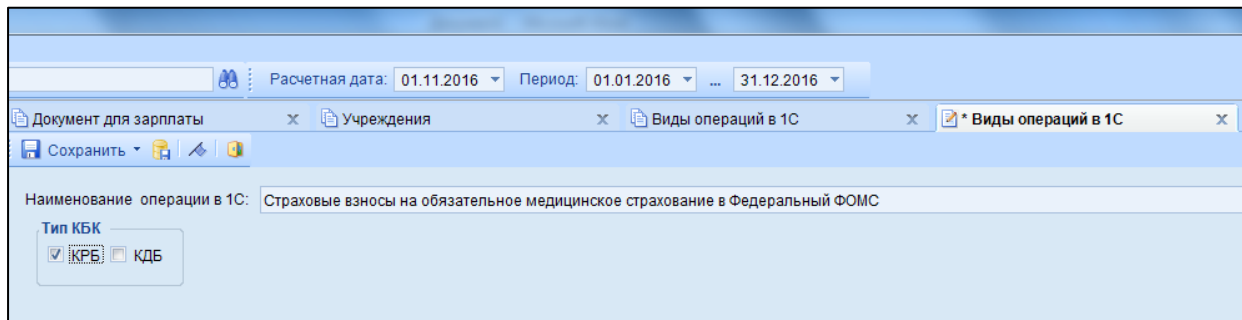 Расчетная дата: 01.11.2016 Период: 01.01.2016 ... 31.12.2016
Документ для зарплаты x Учреждения x Виды операций в 1С x * Виды операций в 1С x
Сохранить
Наименование операции в 1С: Страховые взносы на обязательное медицинское страхование в Федеральный ФОМС
Тип КБК
КРБ КДБ